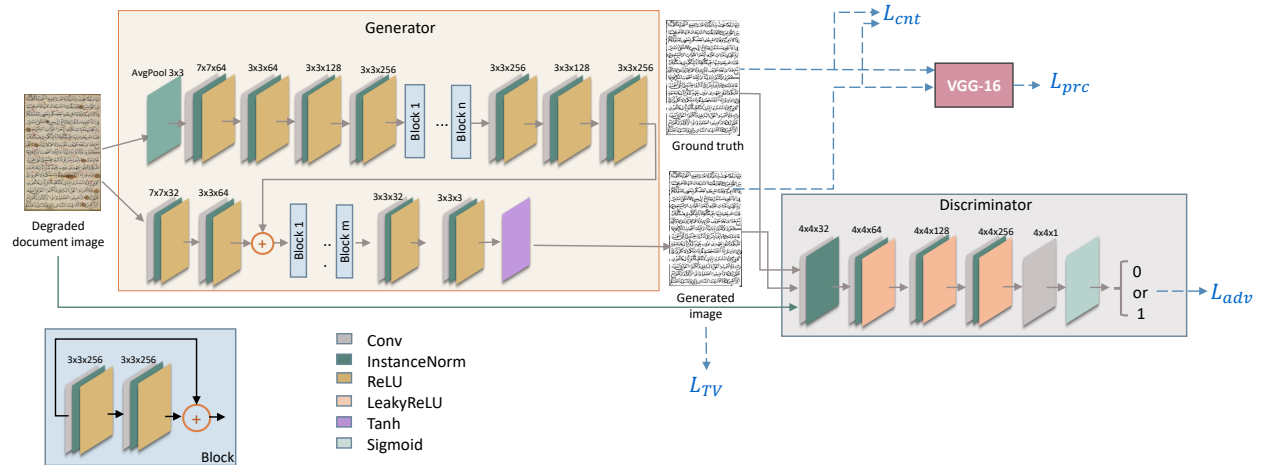 Generator
AvgPool 3x3
7x7x64
3x3x64
3x3x128
3x3x256
Block 1
...
Block n
3x3x256
3x3x128
3x3x256
Degraded
document image
7x7x32
3x3x64
+
Block 1
.. .
Block m
3x3x32
3x3x3
Ground truth
Generated
image
L_cnt
VGG-16
L_prc
L_TV
Discriminator
4x4x32
4x4x64
4x4x128
4x4x256
4x4x1
0
or
1
L_adv
3x3x256
3x3x256
+
Block
Conv
InstanceNorm
ReLU
LeakyReLU
Tanh
Sigmoid